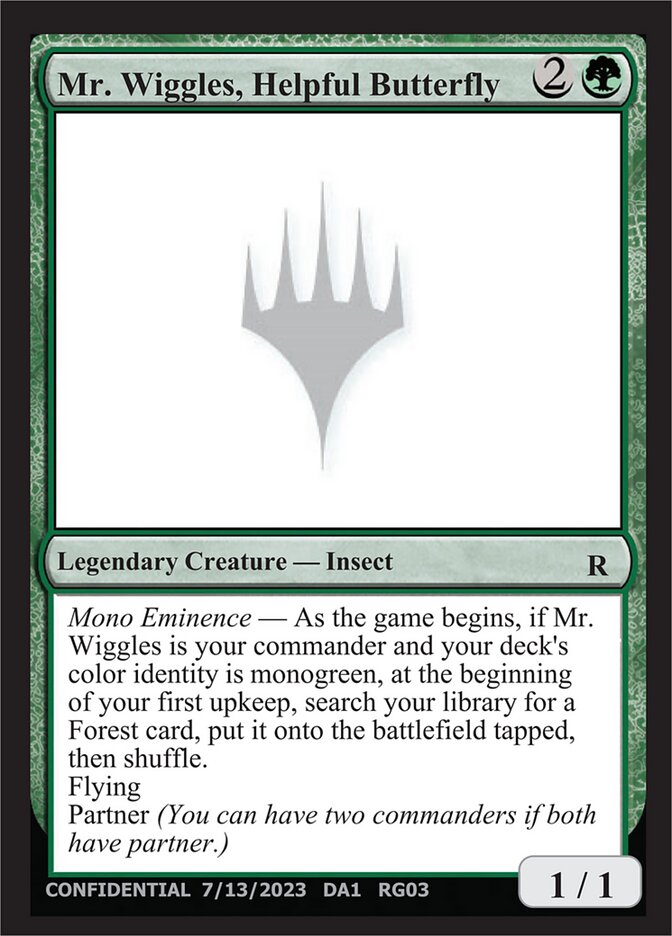 Mr. Wiggles, Helpful Butterfly 2
Legendary Creature — Insect R
Mono Eminence — As the game begins, if Mr.
Wiggles is your commander and your deck's
color identity is monogreen, at the beginning
of your first upkeep, search your library for a
Forest card, put it onto the battlefield tapped,
then shuffle.
Flying
Partner (You can have two commanders if both
have partner.)
1 / 1
CONFIDENTIAL 7/13/2023 DA1 RG03